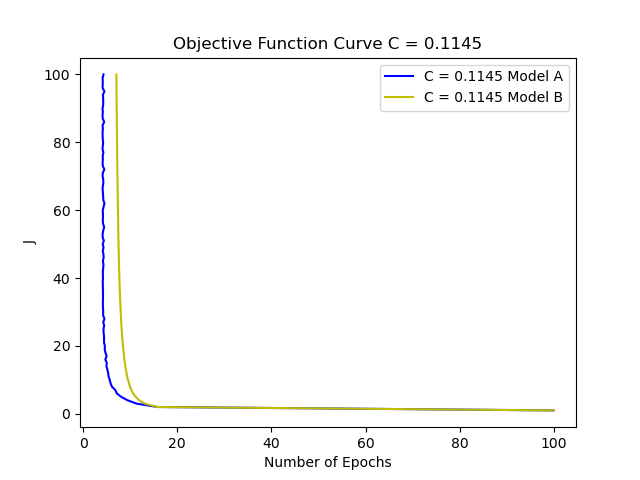 Objective Function Curve C = 0.1145
C = 0.1145 Model A
C = 0.1145 Model B
100
80
60
40
20
0
J
0 20 40 60 80 100
Number of Epochs